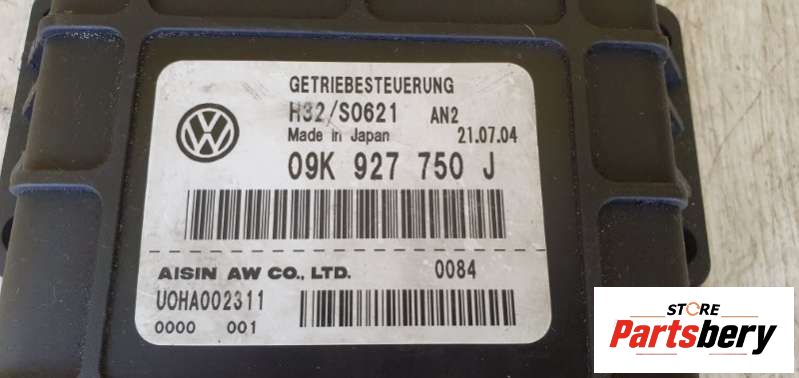 GETRIEBESTEUERUNG
H32/S0621 AN2
Made in Japan 21.07.04
09K 927 750 J
AISIN AW CO., LTD. 0084
UOHA002311
0000 001
STORE
Partsbery